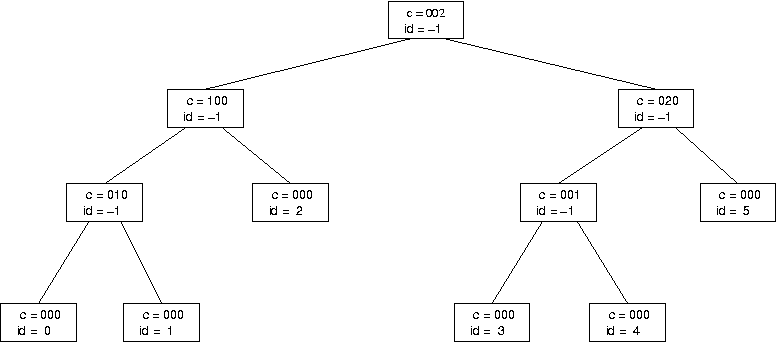 c = 002
id = −1
c = 100
id = −1
c = 020
id = −1
c = 010
id = −1
c = 000
id = 2
c = 001
id = −1
c = 000
id = 5
c = 000
id = 0
c = 000
id = 1
c = 000
id = 3
c = 000
id = 4